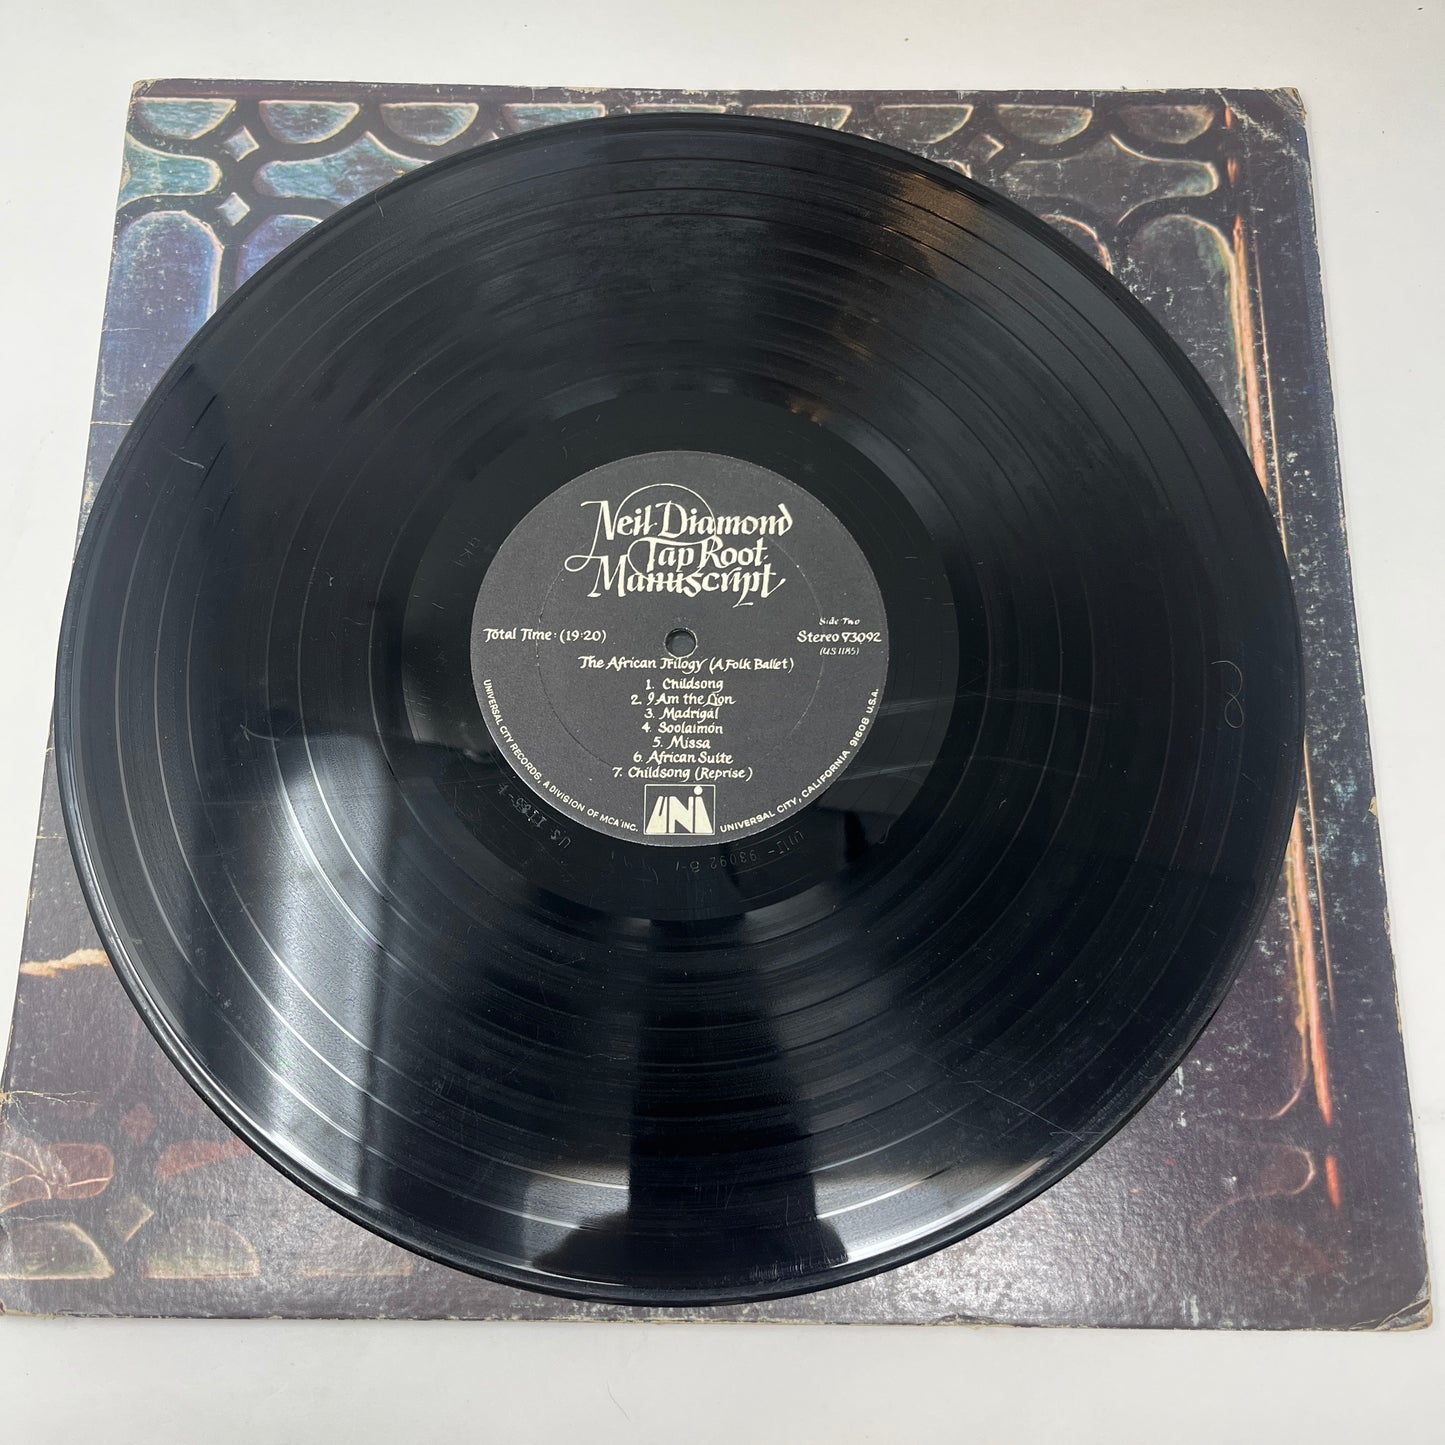 Neil Diamond
Tap Root
Manuscript
Side Two
Total Time: (19:20)
Stereo 73092
(US 1185)
The African Trilogy (A Folk Ballet)
1. Childsong
2. I Am the Lion
3. Madrigal
4. Soolaimón
5. Missa
6. African Suite
7. Childsong (Reprise)
UNIVERSAL CITY RECORDS, A DIVISION OF MCA INC.
UNI
UNIVERSAL CITY, CALIFORNIA 91608 U.S.A.